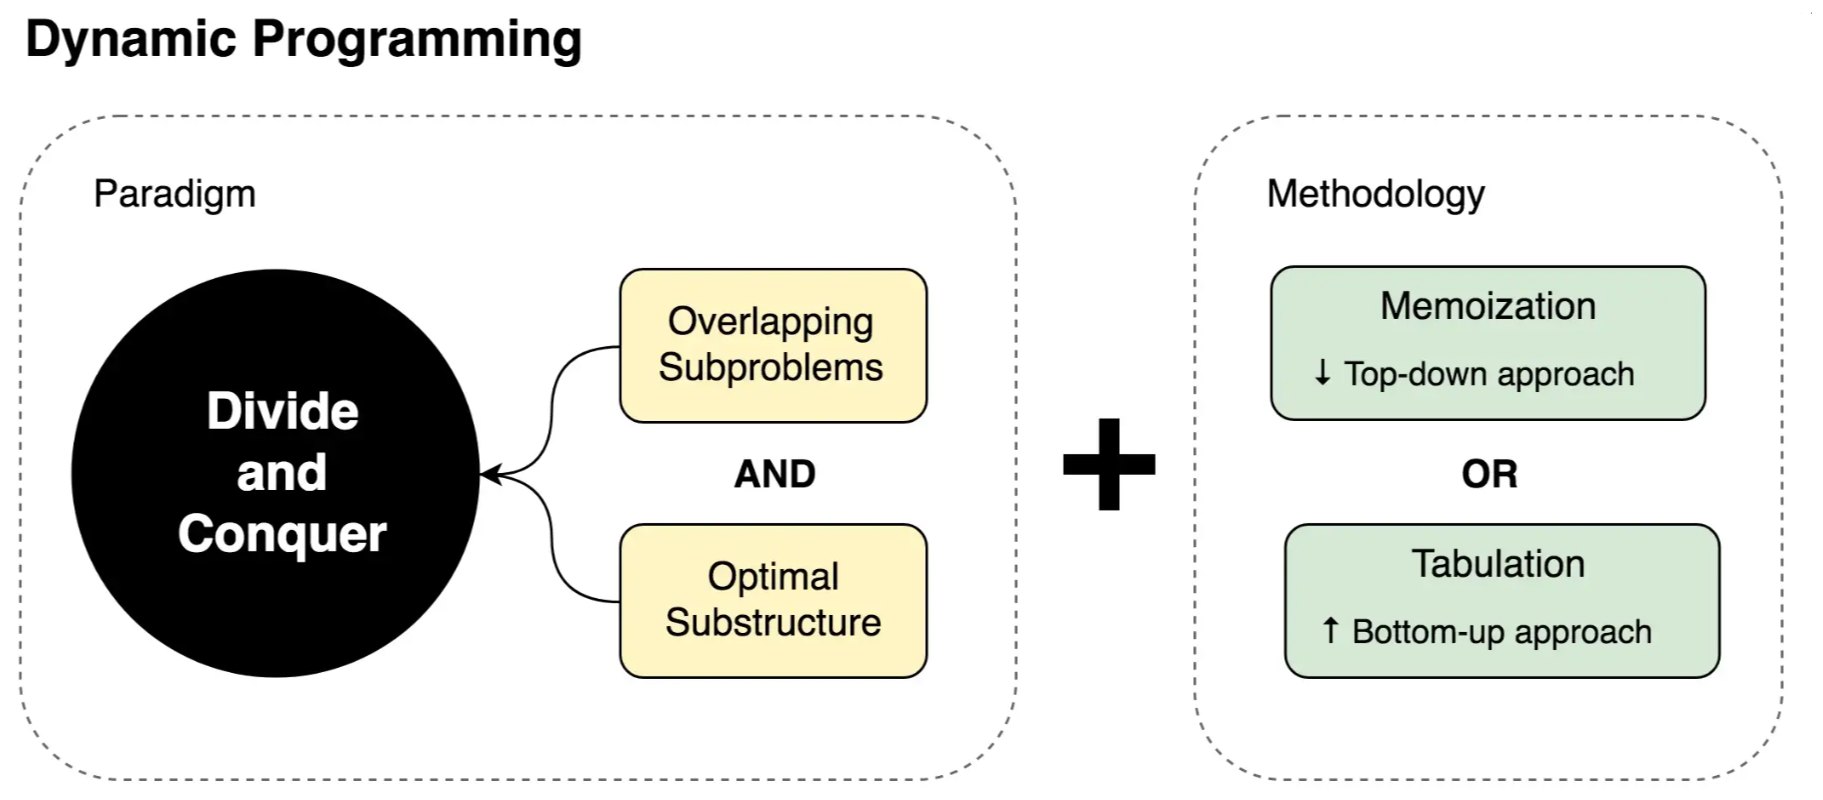 Dynamic Programming
Paradigm
Divide
and
Conquer
Overlapping
Subproblems
AND
Optimal
Substructure
Methodology
Memoization
↓ Top-down approach
OR
Tabulation
↑ Bottom-up approach